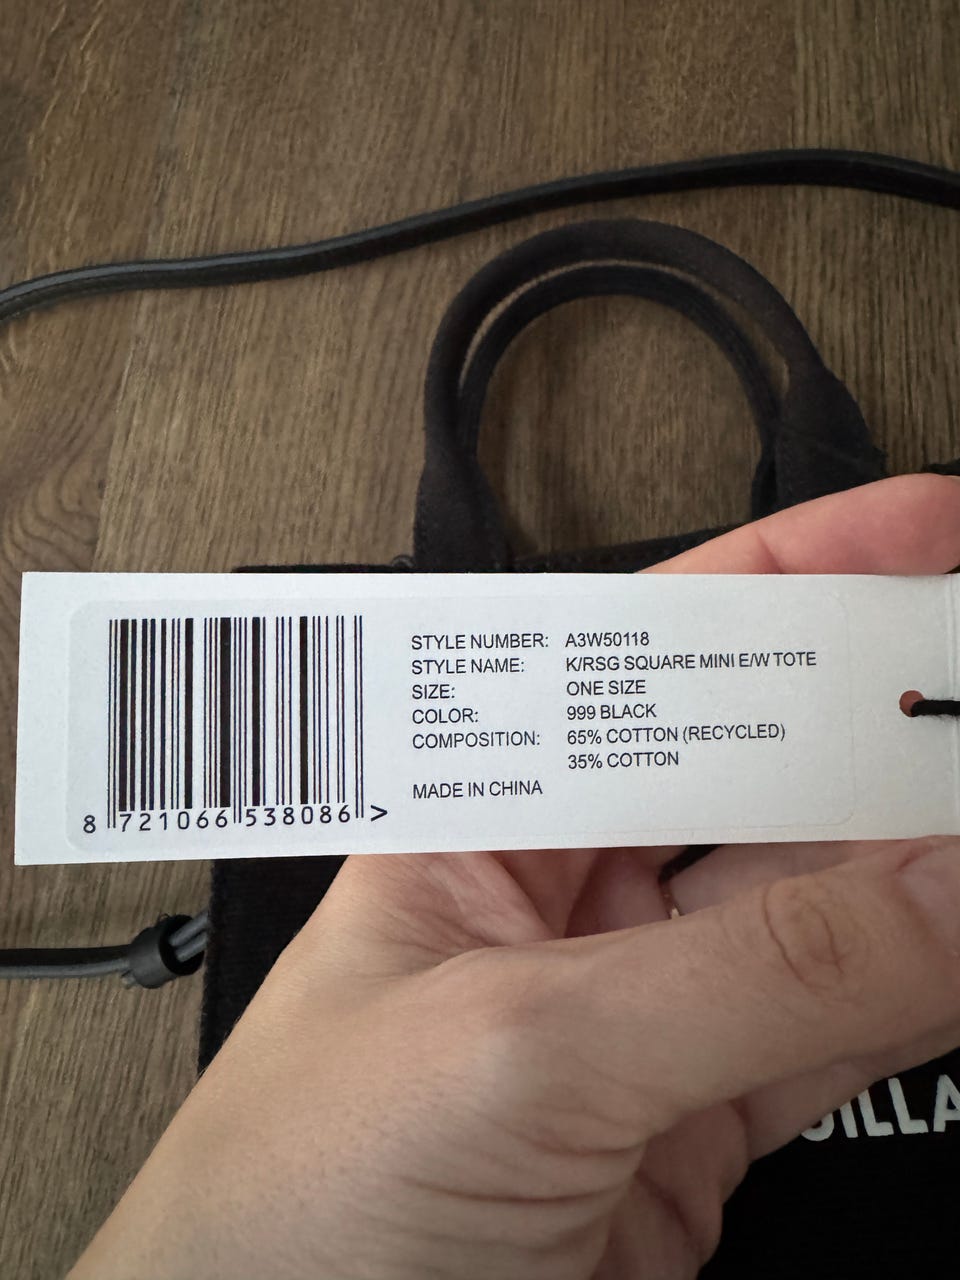 STYLE NUMBER: A3W50118
STYLE NAME: K/RSG SQUARE MINI E/W TOTE
SIZE: ONE SIZE
COLOR: 999 BLACK
COMPOSITION: 65% COTTON (RECYCLED)
35% COTTON
MADE IN CHINA
8 721066 538086 >